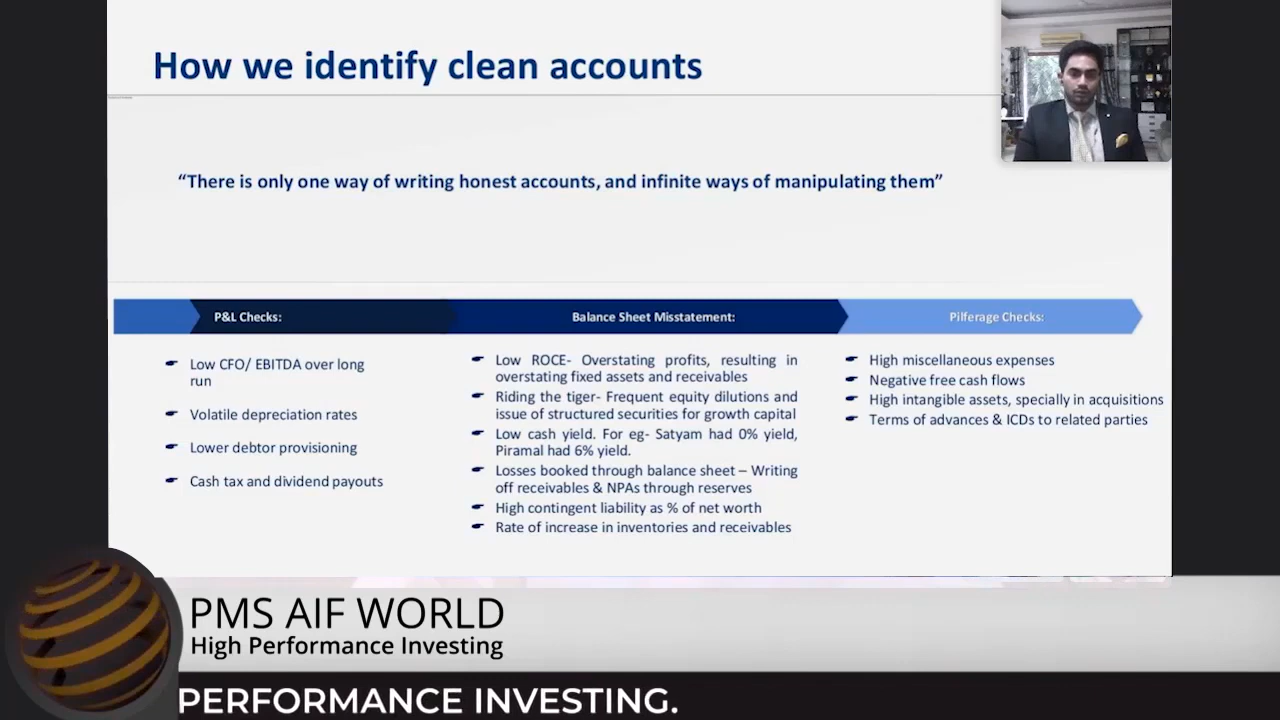 How we identify clean accounts
“There is only one way of writing honest accounts, and infinite ways of manipulating them”
P&L Checks:
Low CFO/ EBITDA over long
run
Volatile depreciation rates
Lower debtor provisioning
Cash tax and dividend payouts
Balance Sheet Misstatement:
Low ROCE- Overstating profits, resulting in
overstating fixed assets and receivables
Riding the tiger- Frequent equity dilutions and
issue of structured securities for growth capital
Low cash yield. For eg- Satyam had 0% yield,
Piramal had 6% yield.
Losses booked through balance sheet – Writing
off receivables & NPAs through reserves
High contingent liability as % of net worth
Rate of increase in inventories and receivables
Pilferage Checks:
High miscellaneous expenses
Negative free cash flows
High intangible assets, specially in acquisitions
Terms of advances & ICDs to related parties
PMS AIF WORLD
High Performance Investing
PERFORMANCE INVESTING.